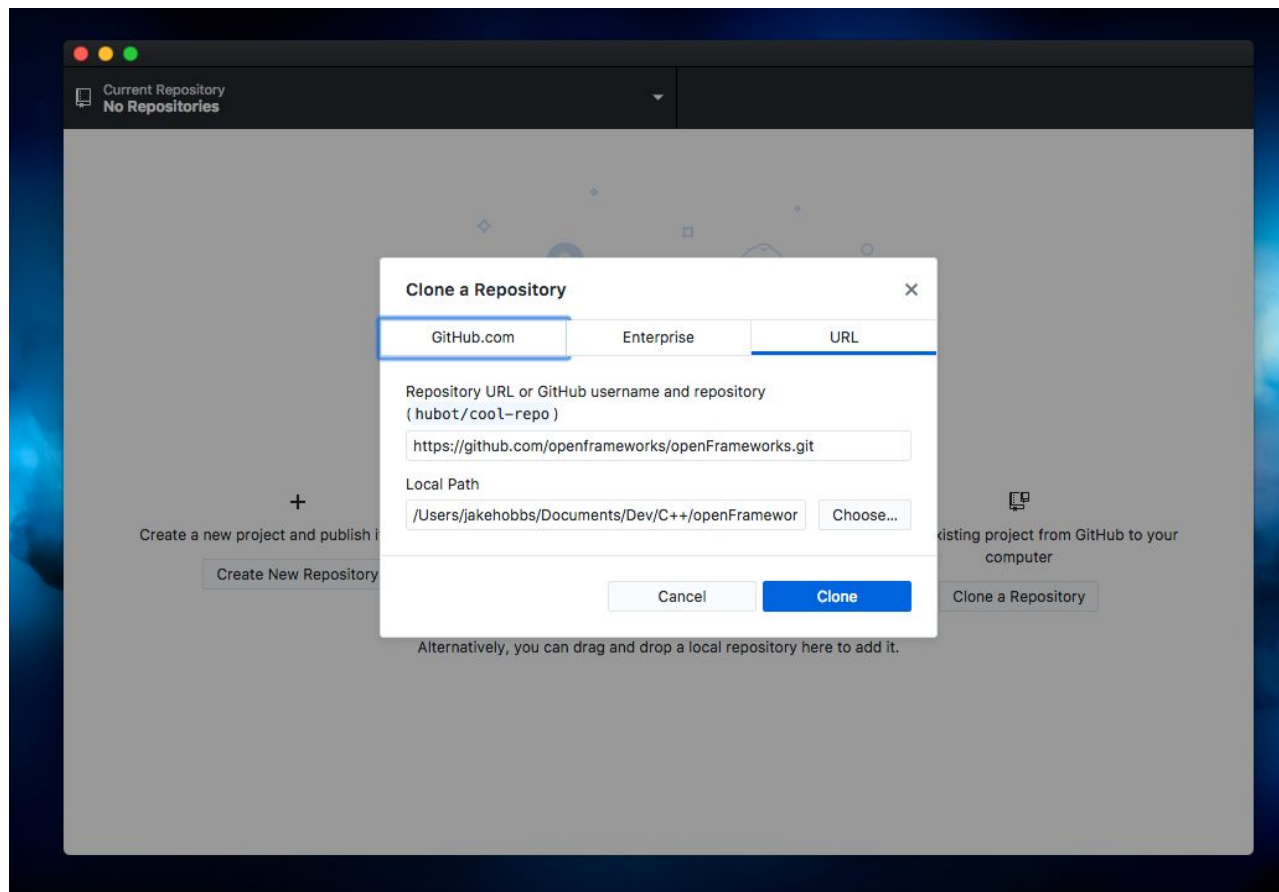 Current Repository
No Repositories
Clone a Repository
GitHub.com
Enterprise
URL
Repository URL or GitHub username and repository
(hubot/cool-repo)
https://github.com/openframeworks/openFrameworks.git
Local Path
/Users/jakehobbs/Documents/Dev/C++/openFramewor
Choose...
Cancel
Clone
Create a new project and publish i
Create New Repository
xisting project from GitHub to your
computer
Clone a Repository
Alternatively, you can drag and drop a local repository here to add it.